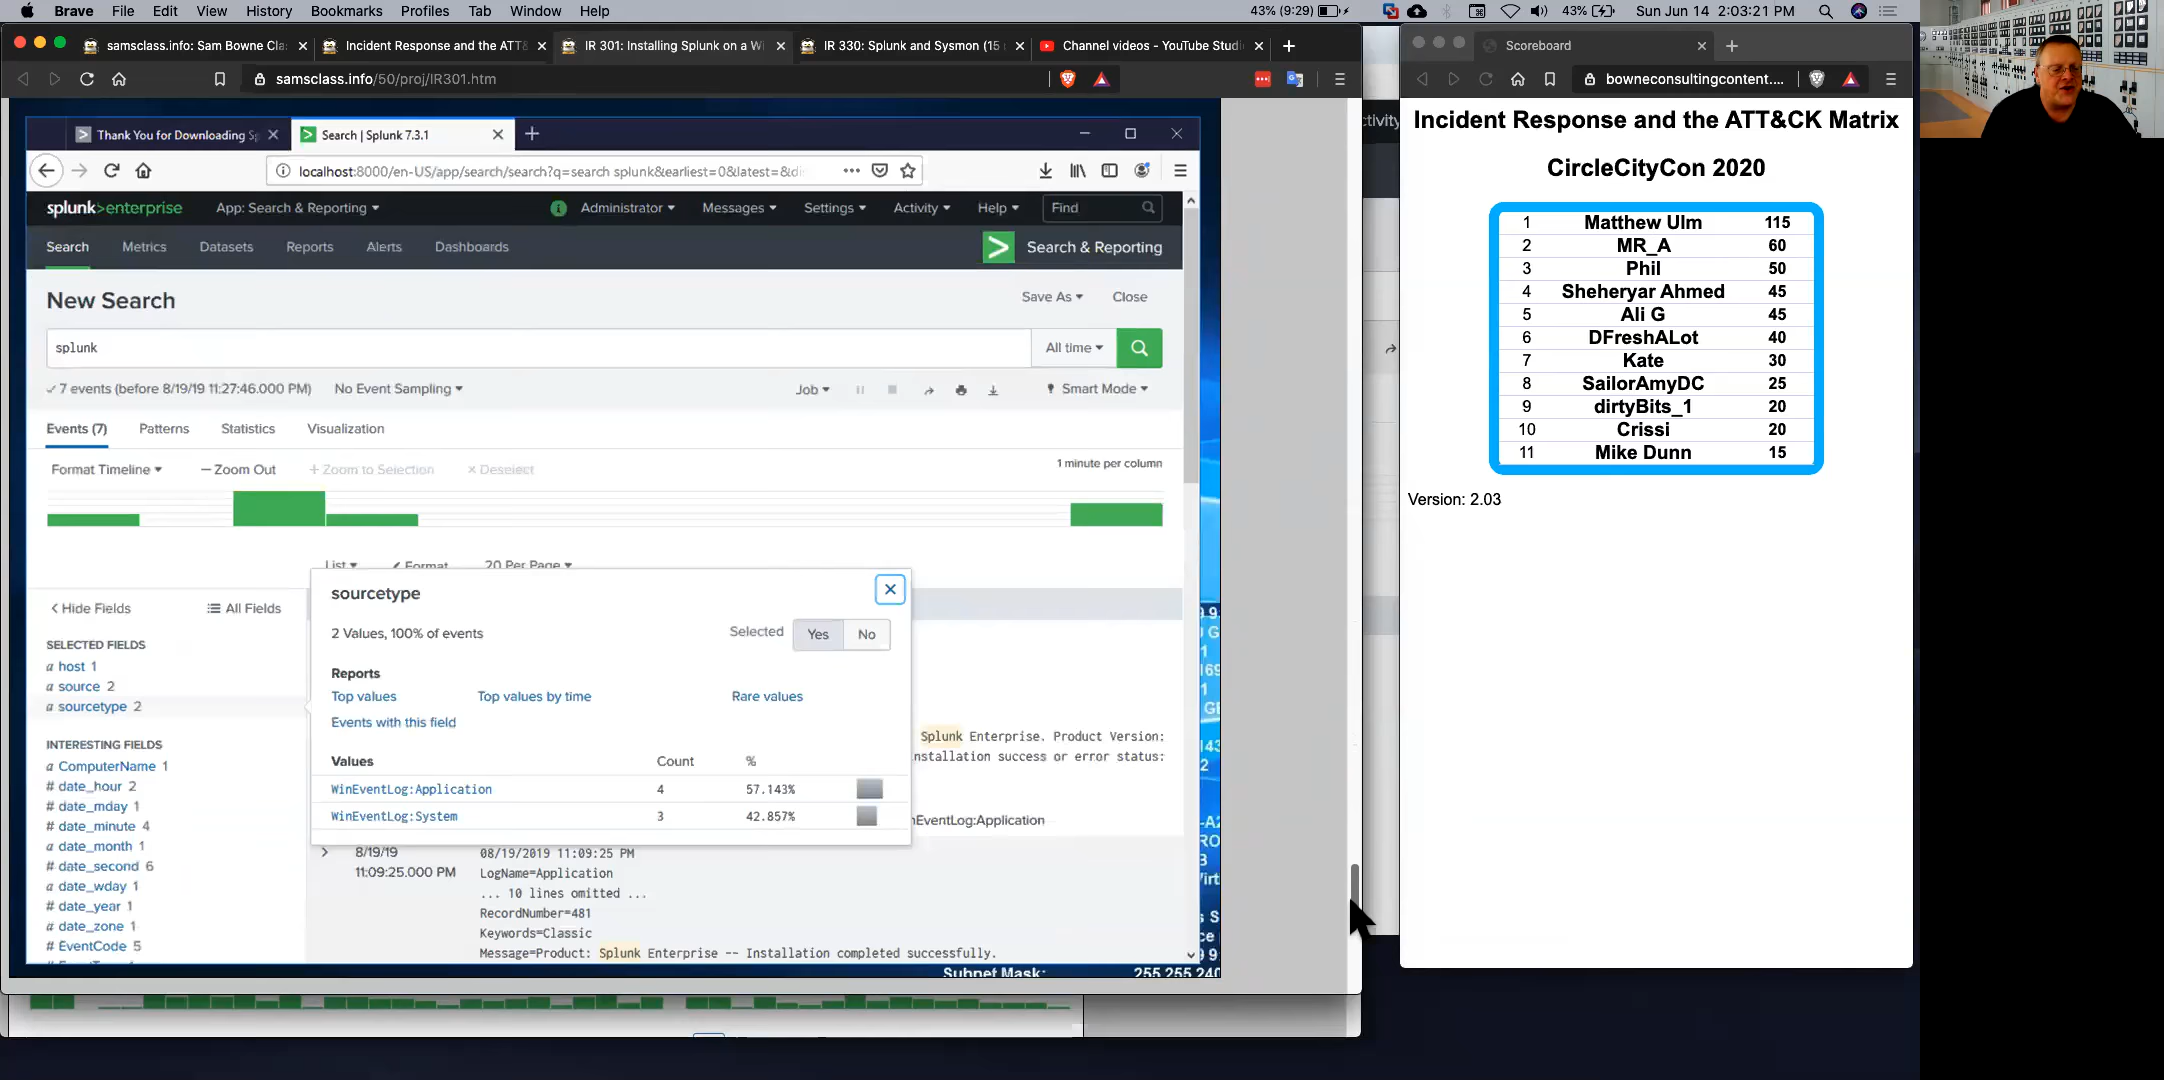 Brave File Edit View History Bookmarks Profiles Tab Window Help 43% (9:29) 43% Sun Jun 14 2:03:21 PM
samsclass.info: Sam Bowne Cla
Incident Response and the ATT&
IR 301: Installing Splunk on a Wi
IR 330: Splunk and Sysmon (15
Channel videos - YouTube Studi
samsclass.info/50/proj/IR301.htm
Thank You for Downloading Sp
Search | Splunk 7.3.1
localhost:8000/en-US/app/search/search?q=search splunk&earliest=0&latest=&di
splunk>enterprise App: Search & Reporting Administrator Messages Settings Activity Help Find
Search Metrics Datasets Reports Alerts Dashboards Search & Reporting
New Search Save As Close
splunk All time
7 events (before 8/19/19 11:27:46.000 PM) No Event Sampling Job Smart Mode
Events (7) Patterns Statistics Visualization
Format Timeline — Zoom Out + Zoom to Selection × Deselect 1 minute per column
List Format 20 Per Page
< Hide Fields All Fields
SELECTED FIELDS
a host 1
a source 2
a sourcetype 2
INTERESTING FIELDS
a ComputerName 1
# date_hour 2
# date_mday 1
# date_minute 4
a date_month 1
# date_second 6
a date_wday 1
# date_year 1
a date_zone 1
# EventCode 5
sourcetype
2 Values, 100% of events Selected Yes No
Reports
Top values Top values by time Rare values
Events with this field
Values Count %
WinEventLog:Application 4 57.143%
WinEventLog:System 3 42.857%
Splunk Enterprise. Product Version:
nstallation success or error status:
inEventLog:Application
8/19/19
11:09:25.000 PM
08/19/2019 11:09:25 PM
LogName=Application
... 10 lines omitted ...
RecordNumber=481
Keywords=Classic
Message=Product: Splunk Enterprise -- Installation completed successfully.
Subnet Mask: 255.255.240
ctivity
Scoreboard
bowneconsultingcontent....
Incident Response and the ATT&CK Matrix
CircleCityCon 2020
1 Matthew Ulm 115
2 MR_A 60
3 Phil 50
4 Sheheryar Ahmed 45
5 Ali G 45
6 DFreshALot 40
7 Kate 30
8 SailorAmyDC 25
9 dirtyBits_1 20
10 Crissi 20
11 Mike Dunn 15
Version: 2.03